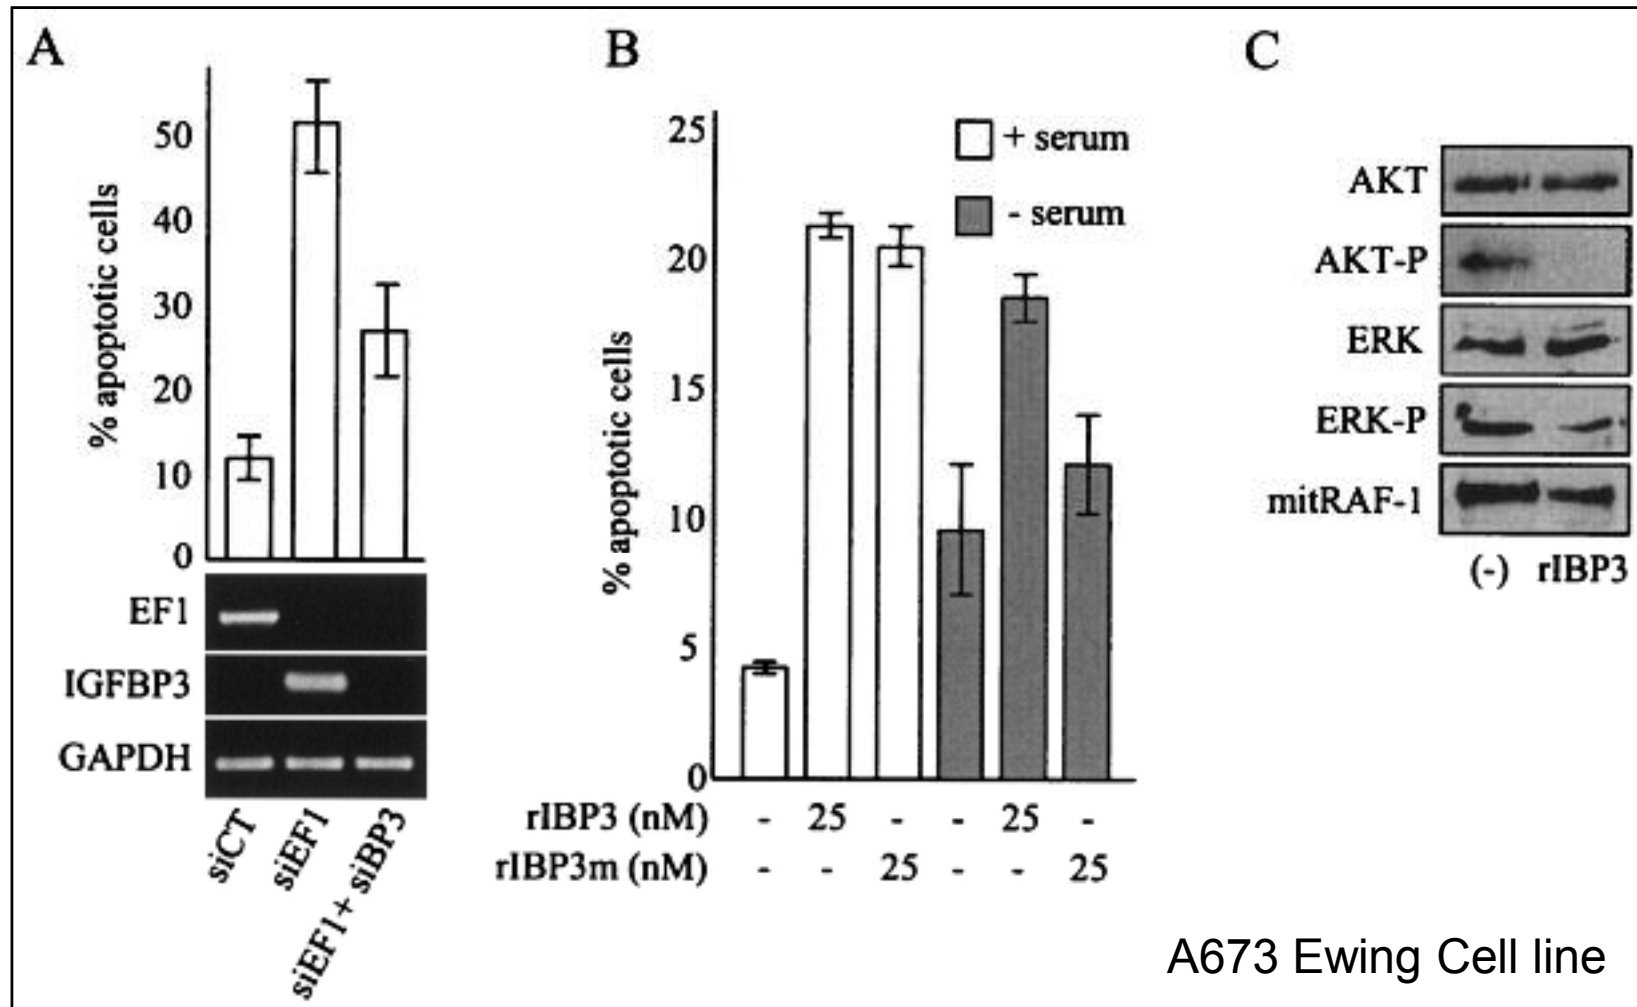 A
% apoptotic cells
50
40
30
20
10
0
EF1
IGFBP3
GAPDH
siCT
siEF1
siEF1+ siBP3
B
% apoptotic cells
25
20
15
10
5
0
+ serum
- serum
rIBP3 (nM) - 25 - - 25 -
rIBP3m (nM) - - 25 - - 25
C
AKT
AKT-P
ERK
ERK-P
mitRAF-1
(-) rIBP3
A673 Ewing Cell line